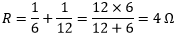 R = 1/6 + 1/12 = (12 × 6)/(12 + 6) = 4 Ω